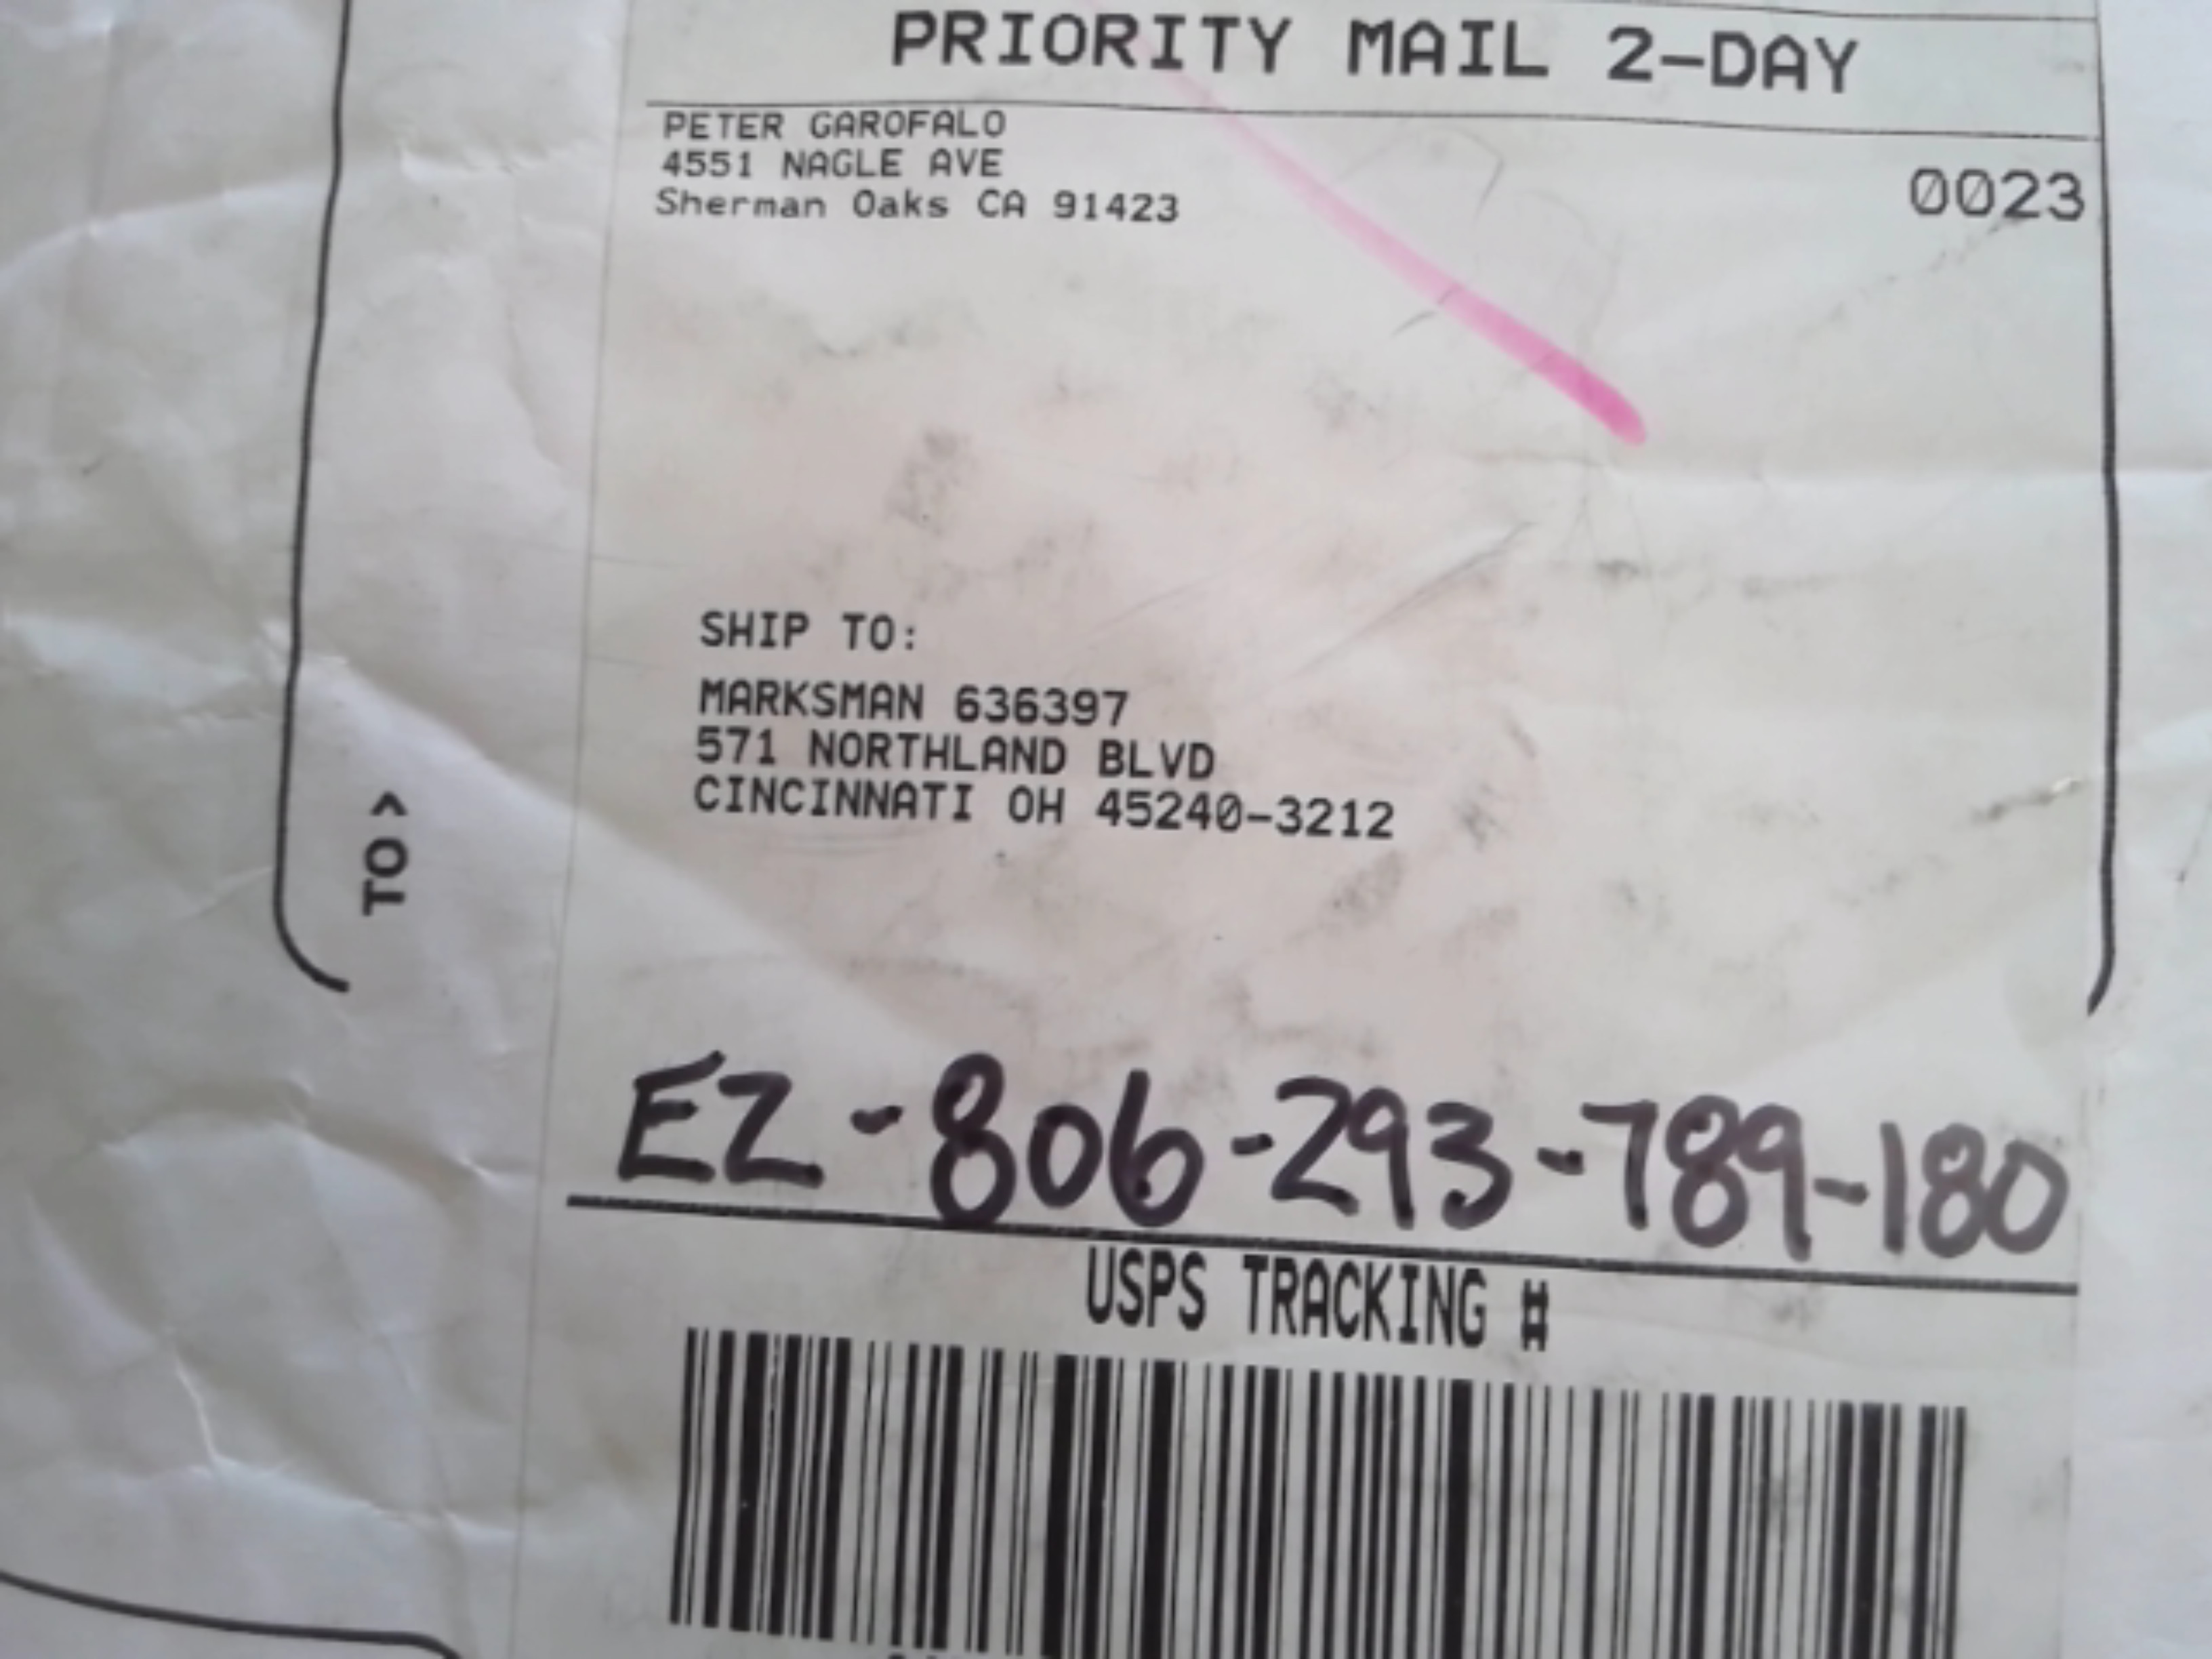 PRIORITY MAIL 2-DAY
PETER GAROFALO
4551 NAGLE AVE
Sherman Oaks CA 91423
0023
SHIP TO:
MARKSMAN 636397
571 NORTHLAND BLVD
CINCINNATI OH 45240-3212
TO >
EZ-806-293-789-180
USPS TRACKING #